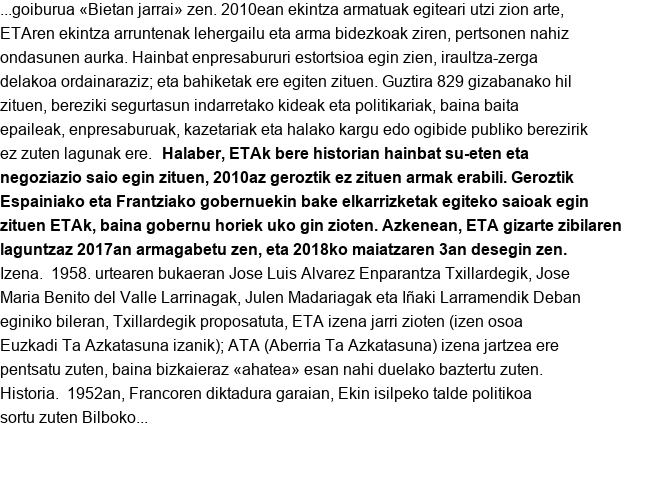 ...goiburua «Bietan jarrai» zen. 2010ean ekintza armatuak egiteari utzi zion arte,
ETAren ekintza arruntenak lehergailu eta arma bidezkoak ziren, pertsonen nahiz
ondasunen aurka. Hainbat enpresabururi estortsioa egin zien, iraultza-zerga
delakoa ordainaraziz; eta bahiketak ere egiten zituen. Guztira 829 gizabanako hil
zituen, bereziki segurtasun indarretako kideak eta politikariak, baina baita
epaileak, enpresaburuak, kazetariak eta halako kargu edo ogibide publiko berezirik
ez zuten lagunak ere.  Halaber, ETAk bere historian hainbat su-eten eta
negoziazio saio egin zituen, 2010az geroztik ez zituen armak erabili. Geroztik
Espainiako eta Frantziako gobernuekin bake elkarrizketak egiteko saioak egin
zituen ETAk, baina gobernu horiek uko gin zioten. Azkenean, ETA gizarte zibilaren
laguntzaz 2017an armagabetu zen, eta 2018ko maiatzaren 3an desegin zen.
Izena.  1958. urtearen bukaeran Jose Luis Alvarez Enparantza Txillardegik, Jose
Maria Benito del Valle Larrinagak, Julen Madariagak eta Iñaki Larramendik Deban
eginiko bileran, Txillardegik proposatuta, ETA izena jarri zioten (izen osoa
Euzkadi Ta Azkatasuna izanik); ATA (Aberria Ta Azkatasuna) izena jartzea ere
pentsatu zuten, baina bizkaieraz «ahatea» esan nahi duelako baztertu zuten.
Historia.  1952an, Francoren diktadura garaian, Ekin isilpeko talde politikoa
sortu zuten Bilboko...